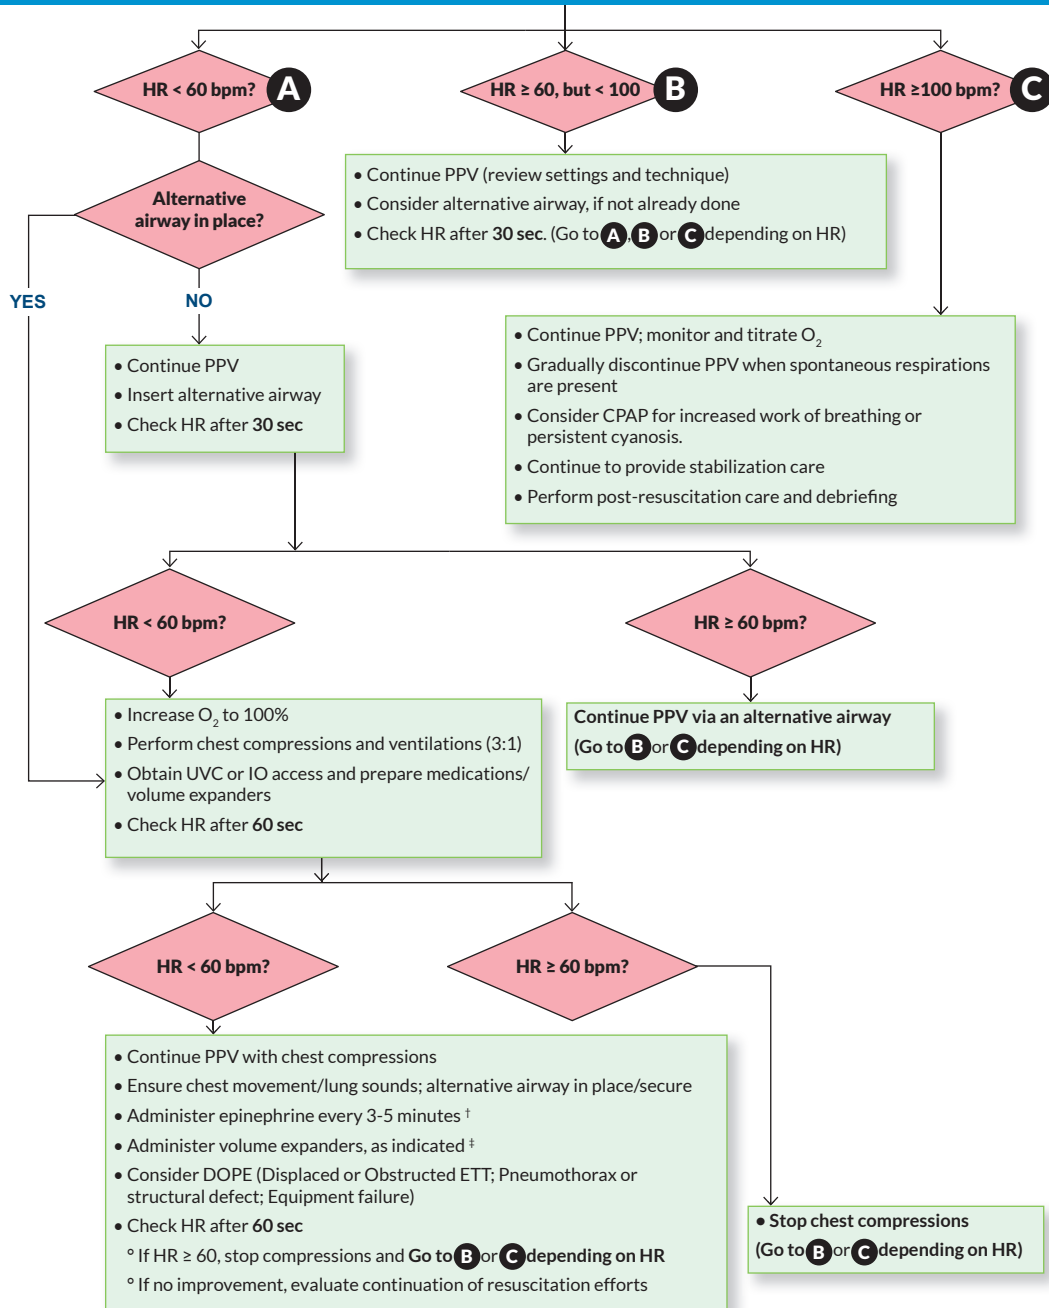 HR < 60 bpm?
A
HR ≥ 60, but < 100
B
HR ≥100 bpm?
C
Alternative
airway in place?
• Continue PPV (review settings and technique)
• Consider alternative airway, if not already done
• Check HR after 30 sec. (Go to A, B or C depending on HR)
YES
NO
• Continue PPV
• Insert alternative airway
• Check HR after 30 sec
• Continue PPV; monitor and titrate O₂
• Gradually discontinue PPV when spontaneous respirations
are present
• Consider CPAP for increased work of breathing or
persistent cyanosis.
• Continue to provide stabilization care
• Perform post-resuscitation care and debriefing
HR < 60 bpm?
HR ≥ 60 bpm?
• Increase O₂ to 100%
• Perform chest compressions and ventilations (3:1)
• Obtain UVC or IO access and prepare medications/
volume expanders
• Check HR after 60 sec
Continue PPV via an alternative airway
(Go to B or C depending on HR)
HR < 60 bpm?
HR ≥ 60 bpm?
• Continue PPV with chest compressions
• Ensure chest movement/lung sounds; alternative airway in place/secure
• Administer epinephrine every 3-5 minutes †
• Administer volume expanders, as indicated ‡
• Consider DOPE (Displaced or Obstructed ETT; Pneumothorax or
structural defect; Equipment failure)
• Check HR after 60 sec
° If HR ≥ 60, stop compressions and Go to B or C depending on HR
° If no improvement, evaluate continuation of resuscitation efforts
• Stop chest compressions
(Go to B or C depending on HR)